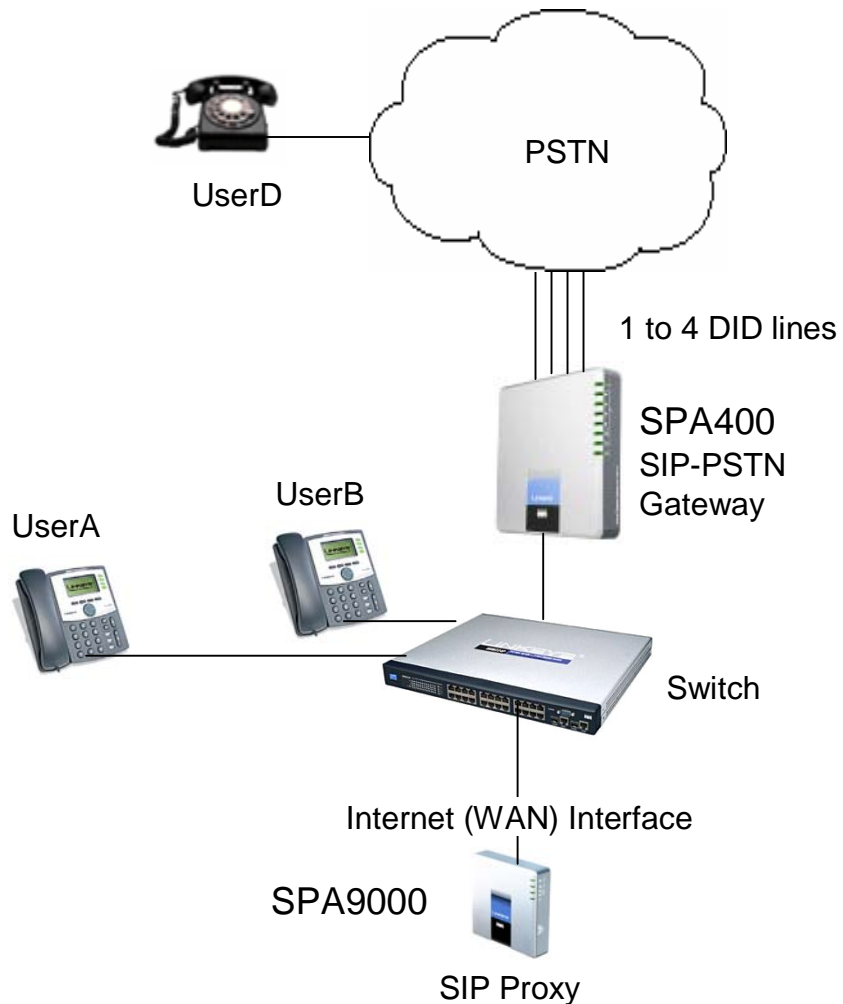 PSTN
UserD
1 to 4 DID lines
SPA400
SIP-PSTN
Gateway
UserB
UserA
LINKSYS
Switch
Internet (WAN) Interface
SPA9000
SIP Proxy